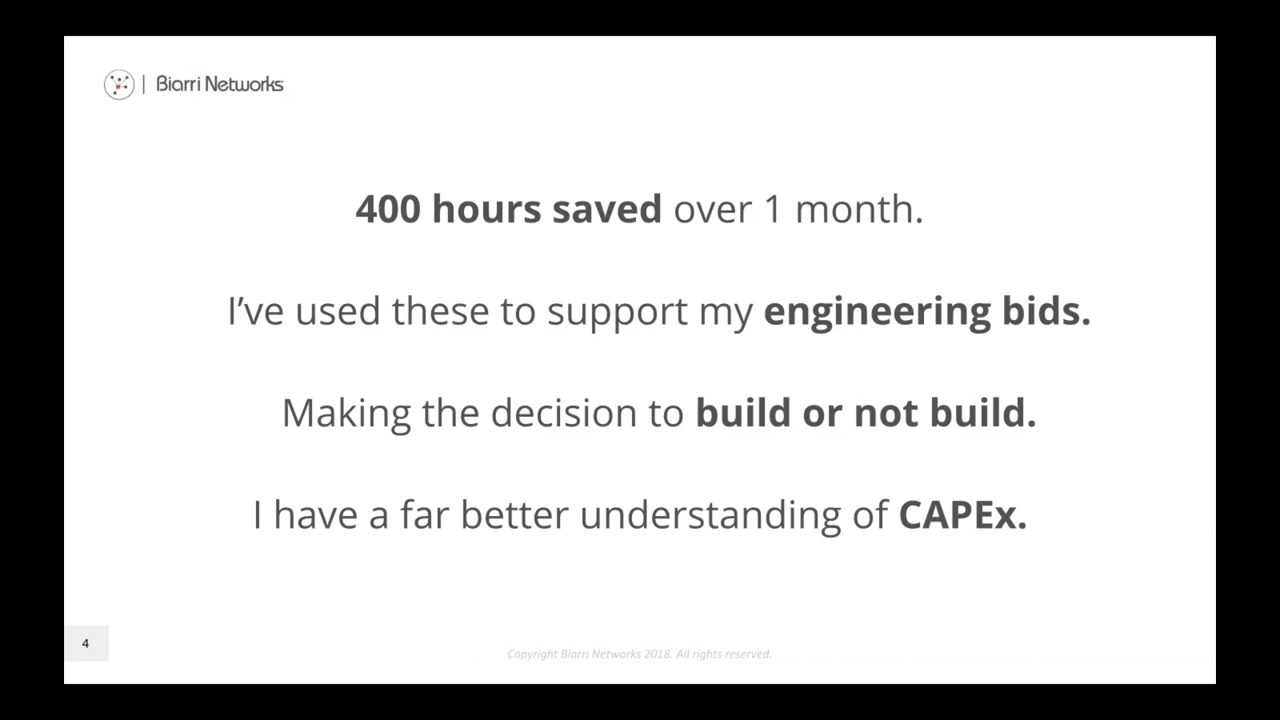 Biarri Networks
400 hours saved over 1 month.
I’ve used these to support my engineering bids.
Making the decision to build or not build.
I have a far better understanding of CAPEx.
4
Copyright Biarri Networks 2018. All rights reserved.